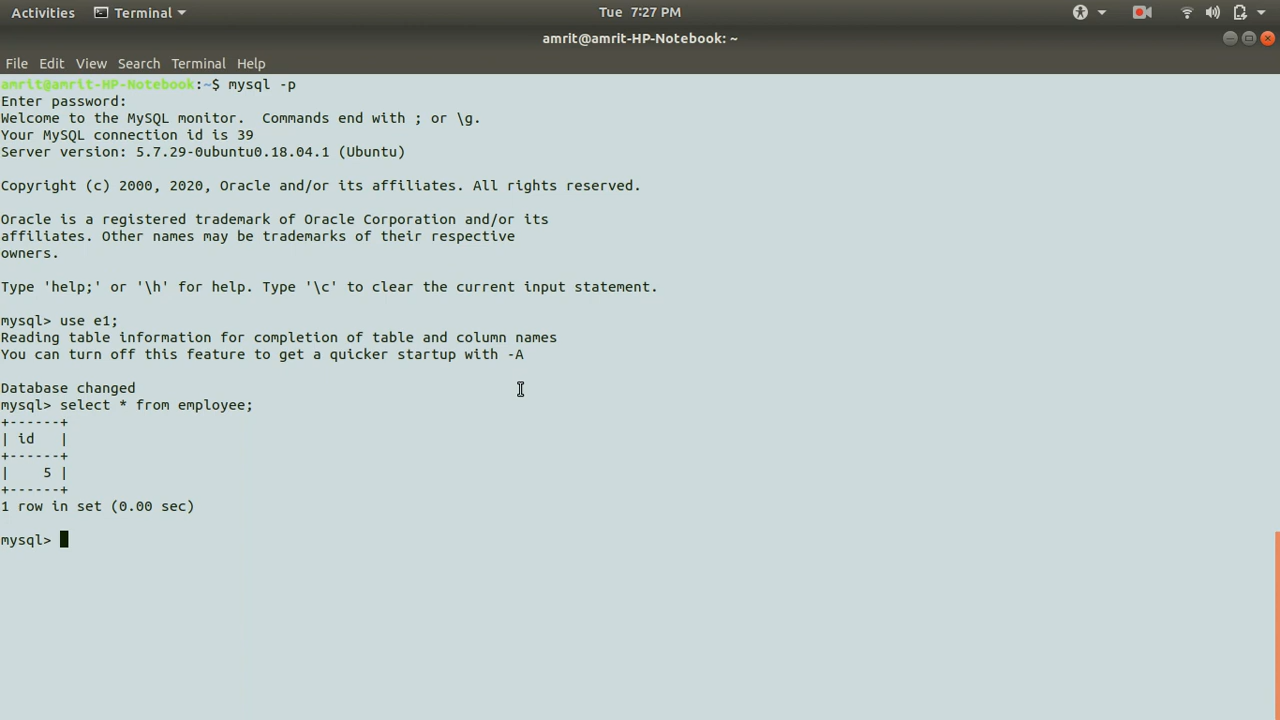 Activities Terminal Tue 7:27 PM
amrit@amrit-HP-Notebook: ~
File Edit View Search Terminal Help
amrit@amrit-HP-Notebook:~$ mysql -p
Enter password:
Welcome to the MySQL monitor.  Commands end with ; or \g.
Your MySQL connection id is 39
Server version: 5.7.29-0ubuntu0.18.04.1 (Ubuntu)
Copyright (c) 2000, 2020, Oracle and/or its affiliates. All rights reserved.
Oracle is a registered trademark of Oracle Corporation and/or its
affiliates. Other names may be trademarks of their respective
owners.
Type 'help;' or '\h' for help. Type '\c' to clear the current input statement.
mysql> use e1;
Reading table information for completion of table and column names
You can turn off this feature to get a quicker startup with -A
Database changed
mysql> select * from employee;
+------+
| id   |
+------+
|    5 |
+------+
1 row in set (0.00 sec)
mysql>